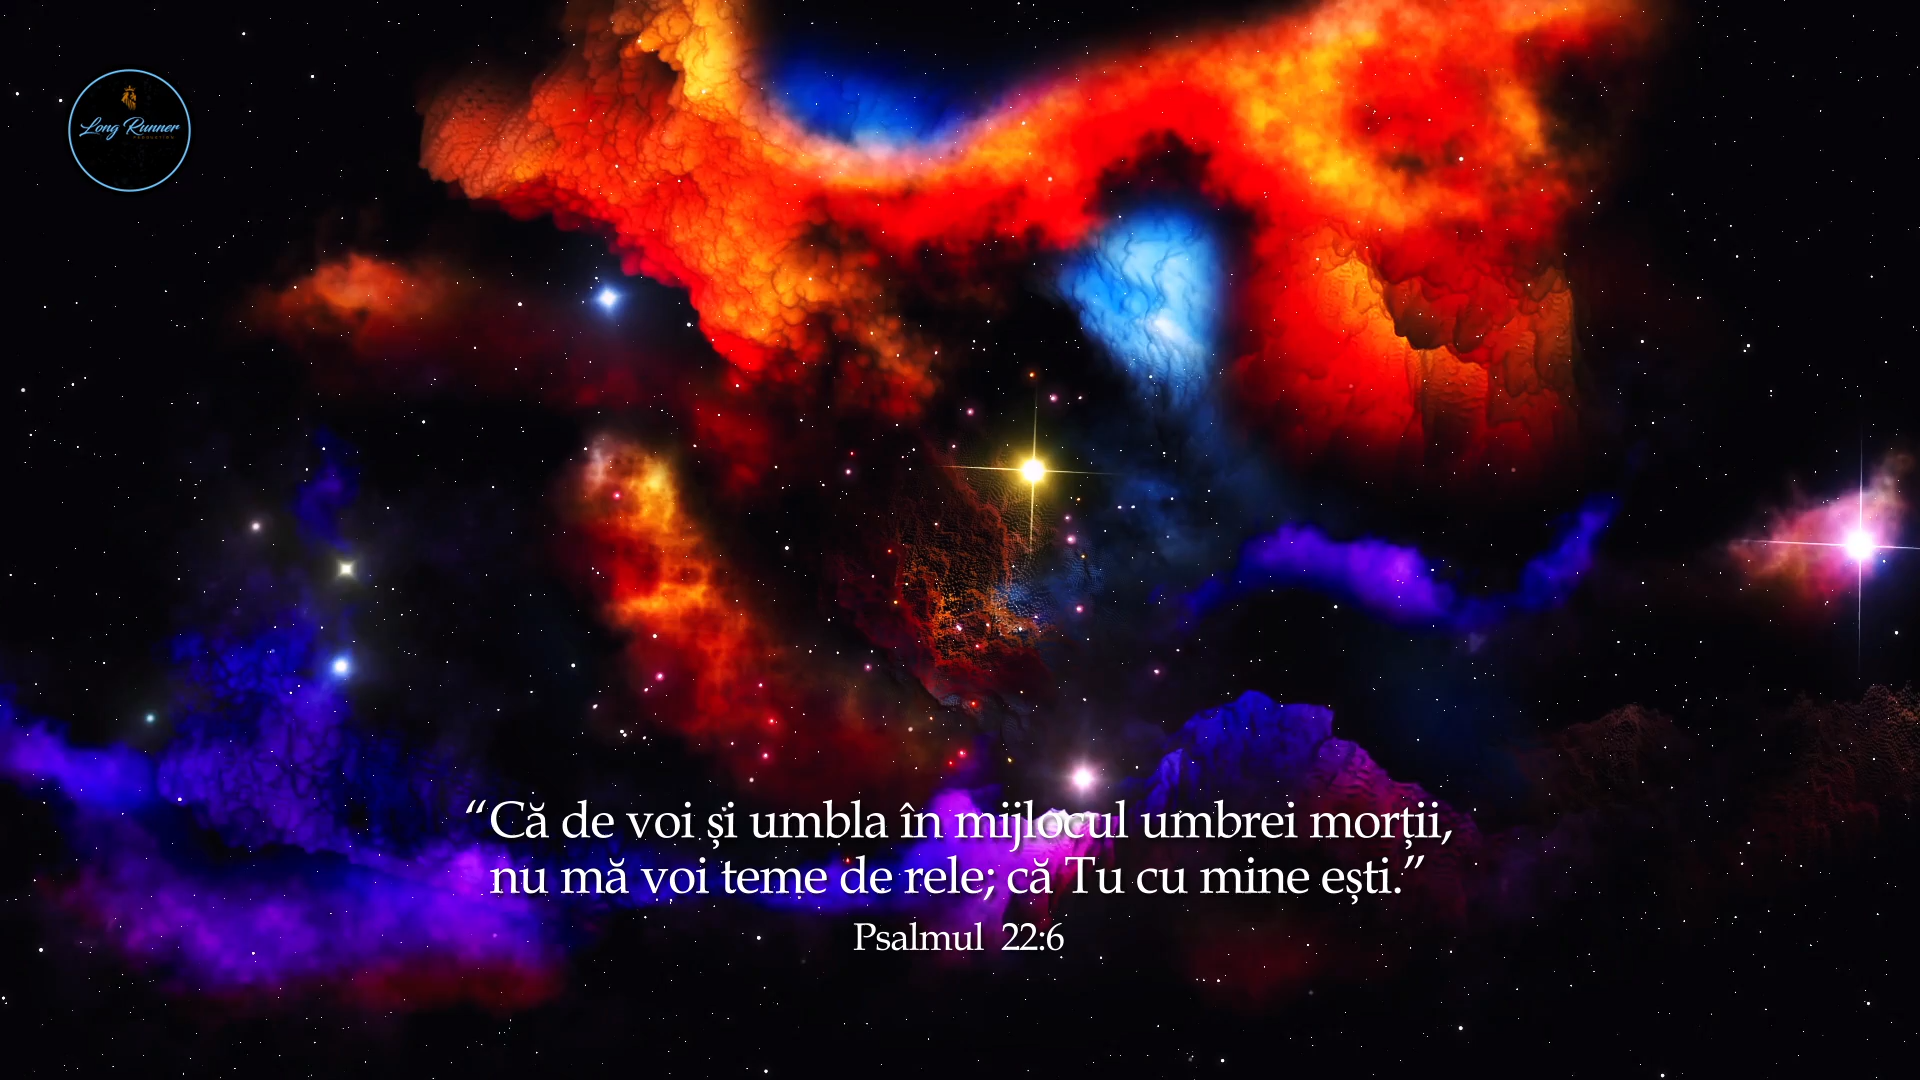 Long Runner
PRODUCTION
“Că de voi și umbla în mijlocul umbrei morții,
nu mă voi teme de rele; că Tu cu mine ești.”
Psalmul 22:6